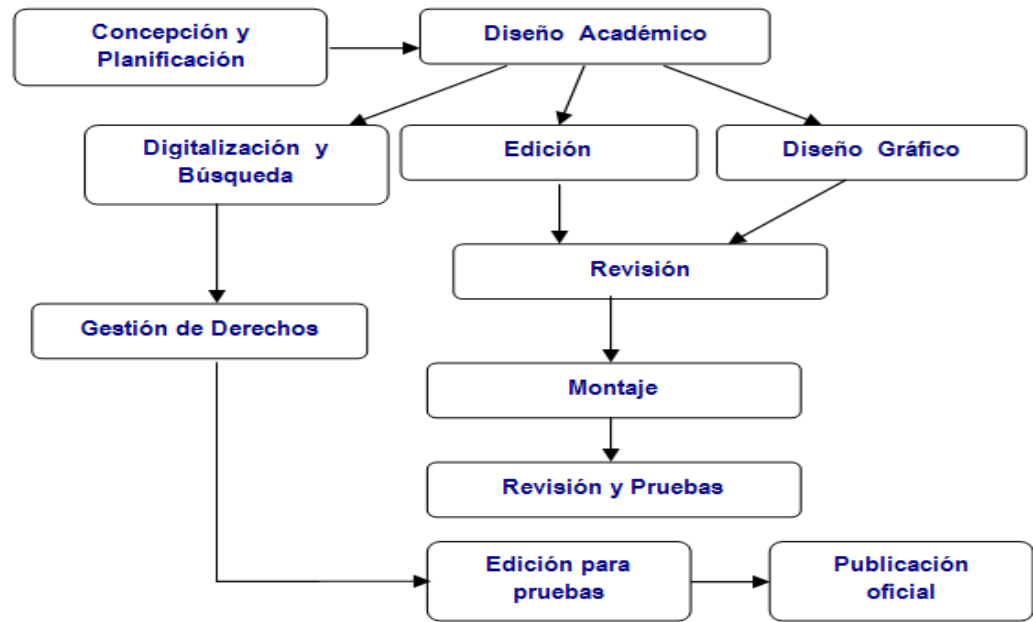 Concepción y
Planificación
Diseño Académico
Digitalización y
Búsqueda
Edición
Diseño Gráfico
Revisión
Gestión de Derechos
Montaje
Revisión y Pruebas
Edición para
pruebas
Publicación
oficial